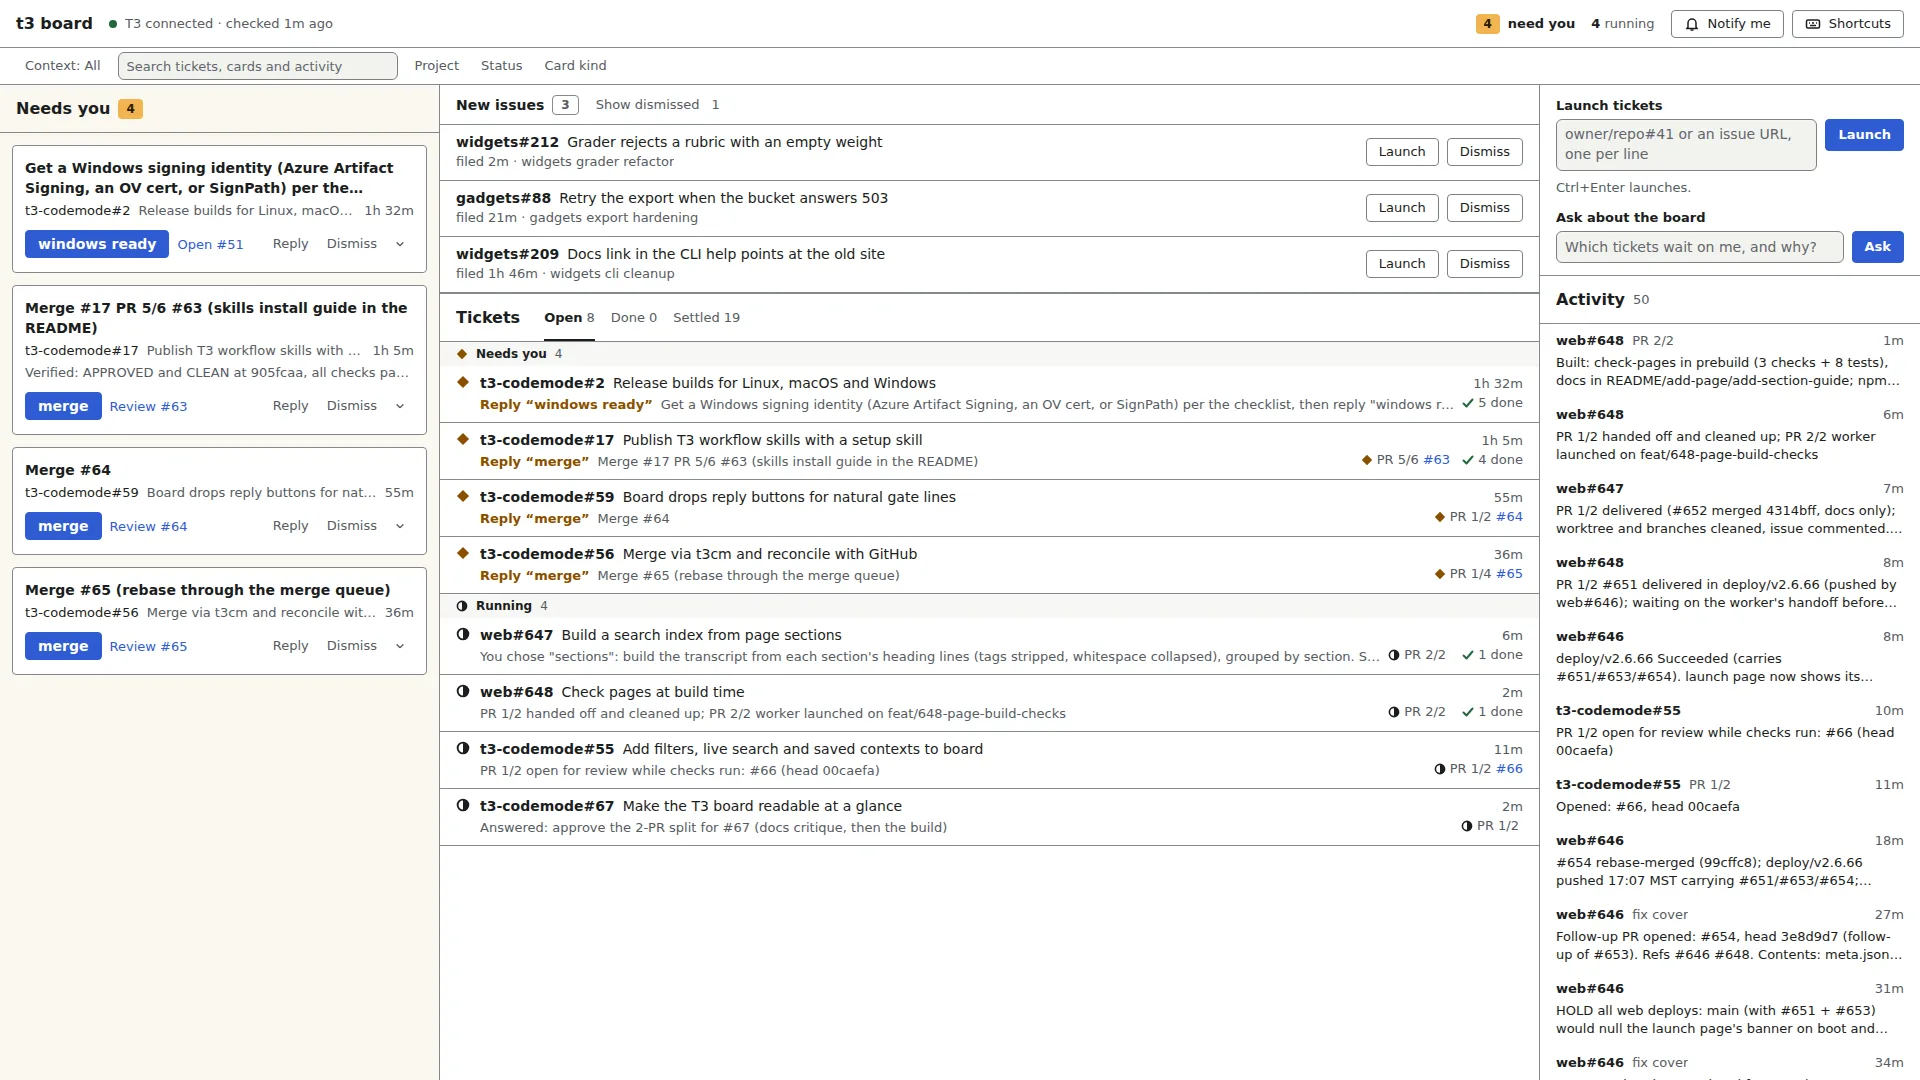 t3 board
T3 connected · checked 1m ago
4 need you
4 running
Notify me
Shortcuts
Context: All
Search tickets, cards and activity
Project
Status
Card kind
Needs you 4
Get a Windows signing identity (Azure Artifact
Signing, an OV cert, or SignPath) per the…
t3-codemode#2 Release builds for Linux, macO… 1h 32m
windows ready Open #51 Reply Dismiss
Merge #17 PR 5/6 #63 (skills install guide in the
README)
t3-codemode#17 Publish T3 workflow skills with … 1h 5m
Verified: APPROVED and CLEAN at 905fcaa, all checks pa…
merge Review #63 Reply Dismiss
Merge #64
t3-codemode#59 Board drops reply buttons for nat… 55m
merge Review #64 Reply Dismiss
Merge #65 (rebase through the merge queue)
t3-codemode#56 Merge via t3cm and reconcile wit… 36m
merge Review #65 Reply Dismiss
New issues 3 Show dismissed 1
widgets#212 Grader rejects a rubric with an empty weight
filed 2m · widgets grader refactor
Launch Dismiss
gadgets#88 Retry the export when the bucket answers 503
filed 21m · gadgets export hardening
Launch Dismiss
widgets#209 Docs link in the CLI help points at the old site
filed 1h 46m · widgets cli cleanup
Launch Dismiss
Tickets Open 8 Done 0 Settled 19
Needs you 4
t3-codemode#2 Release builds for Linux, macOS and Windows 1h 32m
Reply “windows ready” Get a Windows signing identity (Azure Artifact Signing, an OV cert, or SignPath) per the checklist, then reply "windows r… 5 done
t3-codemode#17 Publish T3 workflow skills with a setup skill 1h 5m
Reply “merge” Merge #17 PR 5/6 #63 (skills install guide in the README) PR 5/6 #63 4 done
t3-codemode#59 Board drops reply buttons for natural gate lines 55m
Reply “merge” Merge #64 PR 1/2 #64
t3-codemode#56 Merge via t3cm and reconcile with GitHub 36m
Reply “merge” Merge #65 (rebase through the merge queue) PR 1/4 #65
Running 4
web#647 Build a search index from page sections 6m
You chose "sections": build the transcript from each section's heading lines (tags stripped, whitespace collapsed), grouped by section. S… PR 2/2 1 done
web#648 Check pages at build time 2m
PR 1/2 handed off and cleaned up; PR 2/2 worker launched on feat/648-page-build-checks PR 2/2 1 done
t3-codemode#55 Add filters, live search and saved contexts to board 11m
PR 1/2 open for review while checks run: #66 (head 00caefa) PR 1/2 #66
t3-codemode#67 Make the T3 board readable at a glance 2m
Answered: approve the 2-PR split for #67 (docs critique, then the build) PR 1/2
Launch tickets
owner/repo#41 or an issue URL,
one per line
Launch
Ctrl+Enter launches.
Ask about the board
Which tickets wait on me, and why?
Ask
Activity 50
web#648 PR 2/2 1m
Built: check-pages in prebuild (3 checks + 8 tests),
docs in README/add-page/add-section-guide; npm…
web#648 6m
PR 1/2 handed off and cleaned up; PR 2/2 worker
launched on feat/648-page-build-checks
web#647 7m
PR 1/2 delivered (#652 merged 4314bff, docs only);
worktree and branches cleaned, issue commented.…
web#648 8m
PR 1/2 #651 delivered in deploy/v2.6.66 (pushed by
web#646); waiting on the worker's handoff before…
web#646 8m
deploy/v2.6.66 Succeeded (carries
#651/#653/#654). launch page now shows its…
t3-codemode#55 10m
PR 1/2 open for review while checks run: #66 (head
00caefa)
t3-codemode#55 PR 1/2 11m
Opened: #66, head 00caefa
web#646 18m
#654 rebase-merged (99cffc8); deploy/v2.6.66
pushed 17:07 MST carrying #651/#653/#654;…
web#646 fix cover 27m
Follow-up PR opened: #654, head 3e8d9d7 (follow-
up of #653). Refs #646 #648. Contents: meta.json…
web#646 31m
HOLD all web deploys: main (with #651 + #653)
would null the launch page's banner on boot and…
web#646 fix cover 34m